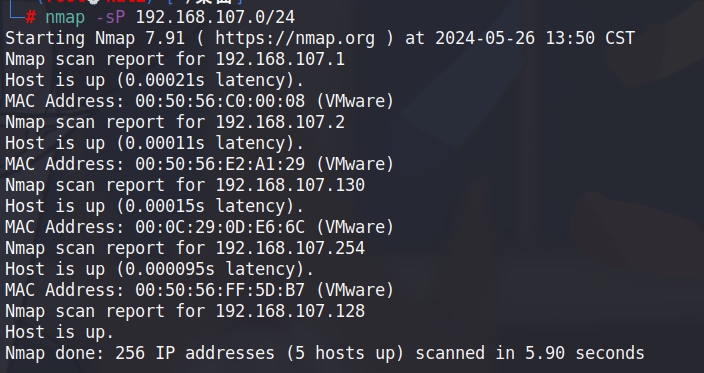 └─# nmap -sP 192.168.107.0/24
Starting Nmap 7.91 ( https://nmap.org ) at 2024-05-26 13:50 CST
Nmap scan report for 192.168.107.1
Host is up (0.00021s latency).
MAC Address: 00:50:56:C0:00:08 (VMware)
Nmap scan report for 192.168.107.2
Host is up (0.00011s latency).
MAC Address: 00:50:56:E2:A1:29 (VMware)
Nmap scan report for 192.168.107.130
Host is up (0.00015s latency).
MAC Address: 00:0C:29:0D:E6:6C (VMware)
Nmap scan report for 192.168.107.254
Host is up (0.000095s latency).
MAC Address: 00:50:56:FF:5D:B7 (VMware)
Nmap scan report for 192.168.107.128
Host is up.
Nmap done: 256 IP addresses (5 hosts up) scanned in 5.90 seconds